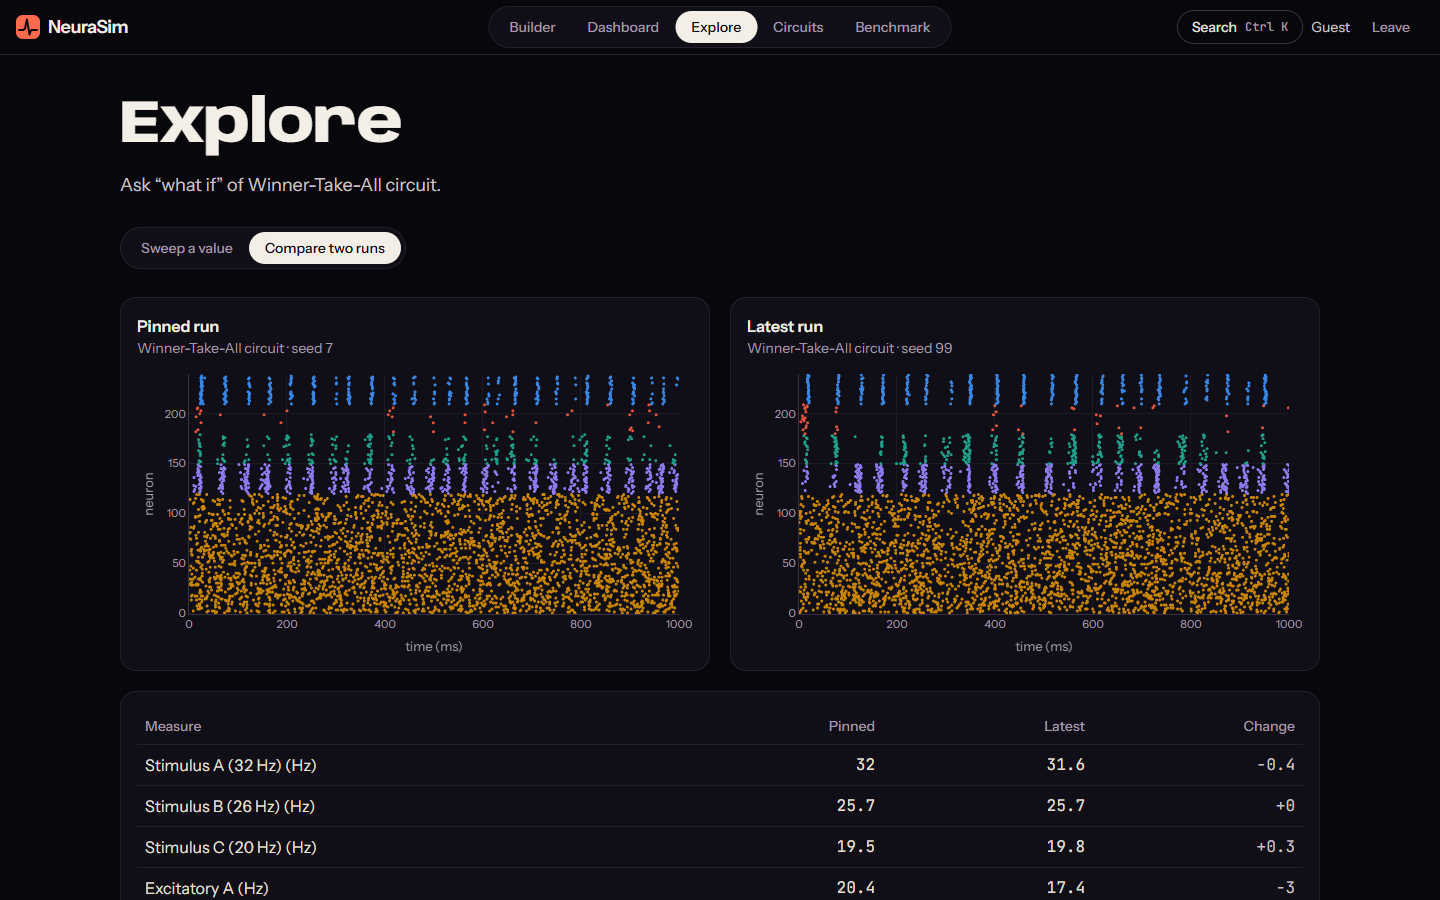 NeuraSim
Builder Dashboard Explore Circuits Benchmark
Search Ctrl K Guest Leave
Explore
Ask “what if” of Winner-Take-All circuit.
Sweep a value Compare two runs
Pinned run
Winner-Take-All circuit · seed 7
200
150
100
50
0
neuron
0 200 400 600 800 1000
time (ms)
Latest run
Winner-Take-All circuit · seed 99
200
150
100
50
0
neuron
0 200 400 600 800 1000
time (ms)
Measure Pinned Latest Change
Stimulus A (32 Hz) (Hz) 32 31.6 -0.4
Stimulus B (26 Hz) (Hz) 25.7 25.7 +0
Stimulus C (20 Hz) (Hz) 19.5 19.8 +0.3
Excitatory A (Hz) 20.4 17.4 -3